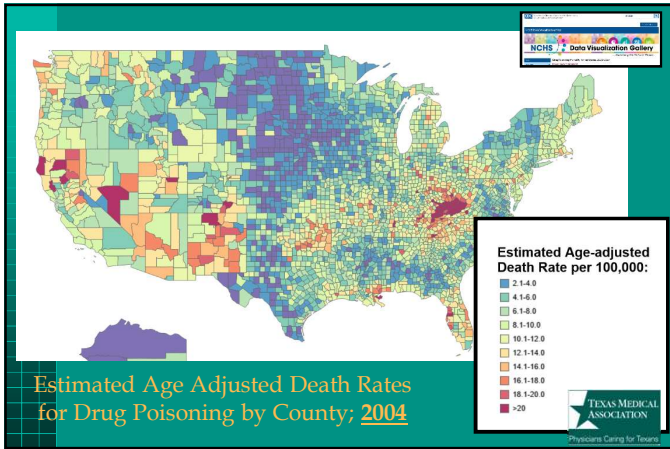 NCHS Data Visualization Gallery
Estimated Age-adjusted
Death Rate per 100,000:
2.1-4.0
4.1-6.0
6.1-8.0
8.1-10.0
10.1-12.0
12.1-14.0
14.1-16.0
16.1-18.0
18.1-20.0
>20
Estimated Age Adjusted Death Rates
for Drug Poisoning by County; 2004
TEXAS MEDICAL
ASSOCIATION
Physicians Caring for Texans